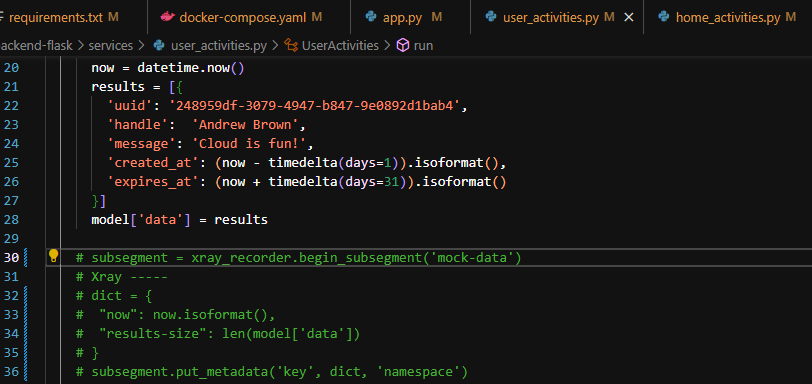 requirements.txt M docker-compose.yaml M app.py M user_activities.py M × home_activities.py M
ackend-flask > services > user_activities.py > UserActivities > run
20 now = datetime.now()
21 results = [{
22 'uuid': '248959df-3079-4947-b847-9e0892d1bab4',
23 'handle': 'Andrew Brown',
24 'message': 'Cloud is fun!',
25 'created_at': (now - timedelta(days=1)).isoformat(),
26 'expires_at': (now + timedelta(days=31)).isoformat()
27 }]
28 model['data'] = results
29
30 # subsegment = xray_recorder.begin_subsegment('mock-data')
31 # Xray -----
32 # dict = {
33 # "now": now.isoformat(),
34 # "results-size": len(model['data'])
35 # }
36 # subsegment.put_metadata('key', dict, 'namespace')